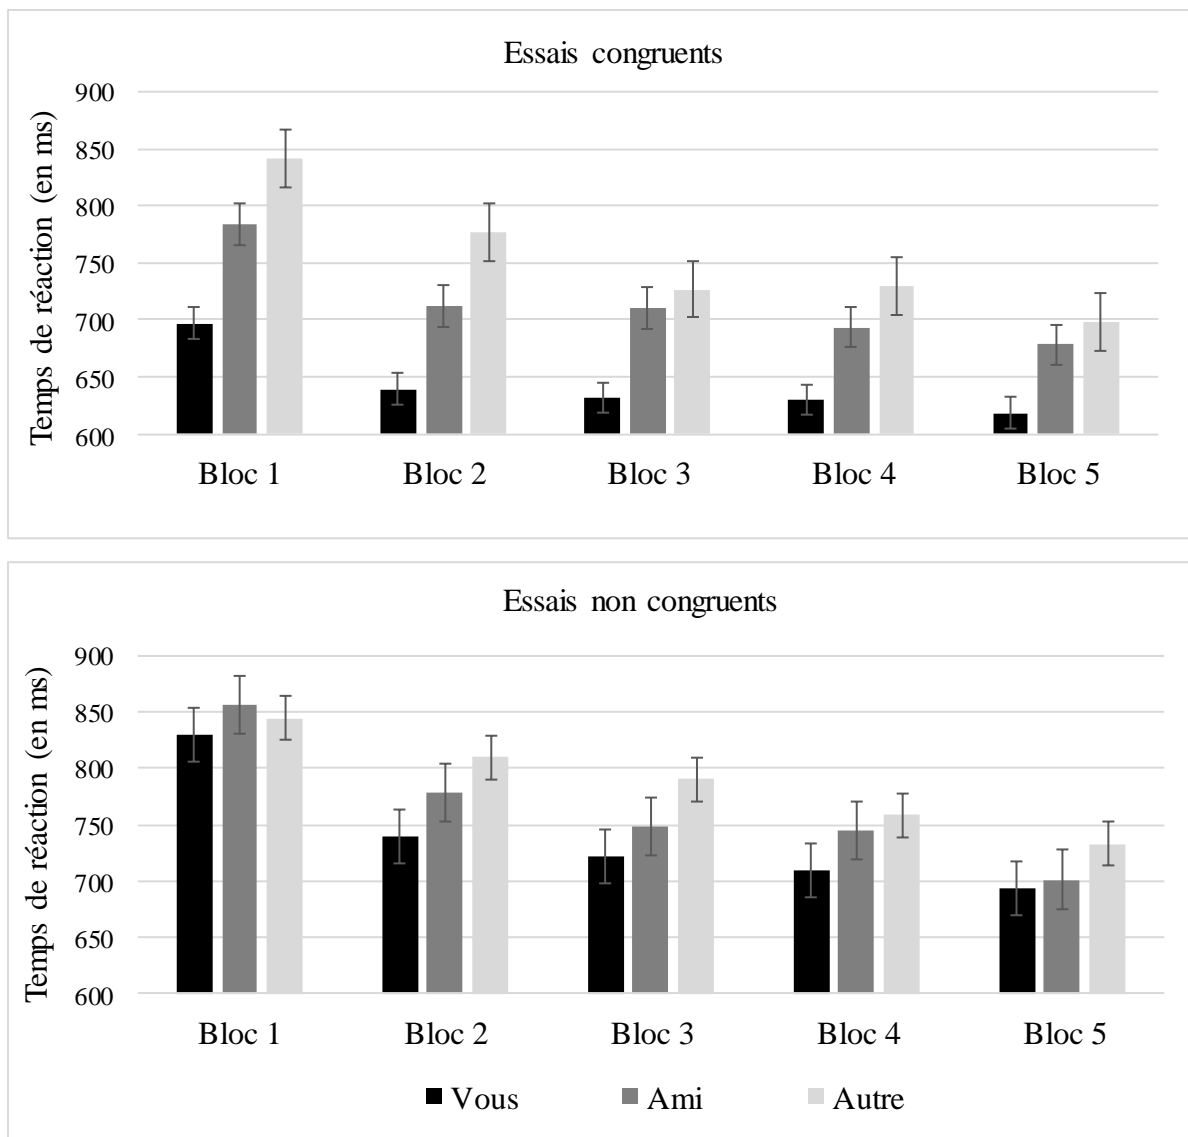 Essais congruents
Temps de réaction (en ms)
900
850
800
750
700
650
600
Bloc 1 Bloc 2 Bloc 3 Bloc 4 Bloc 5
Essais non congruents
Temps de réaction (en ms)
900
850
800
750
700
650
600
Bloc 1 Bloc 2 Bloc 3 Bloc 4 Bloc 5
Vous Ami Autre